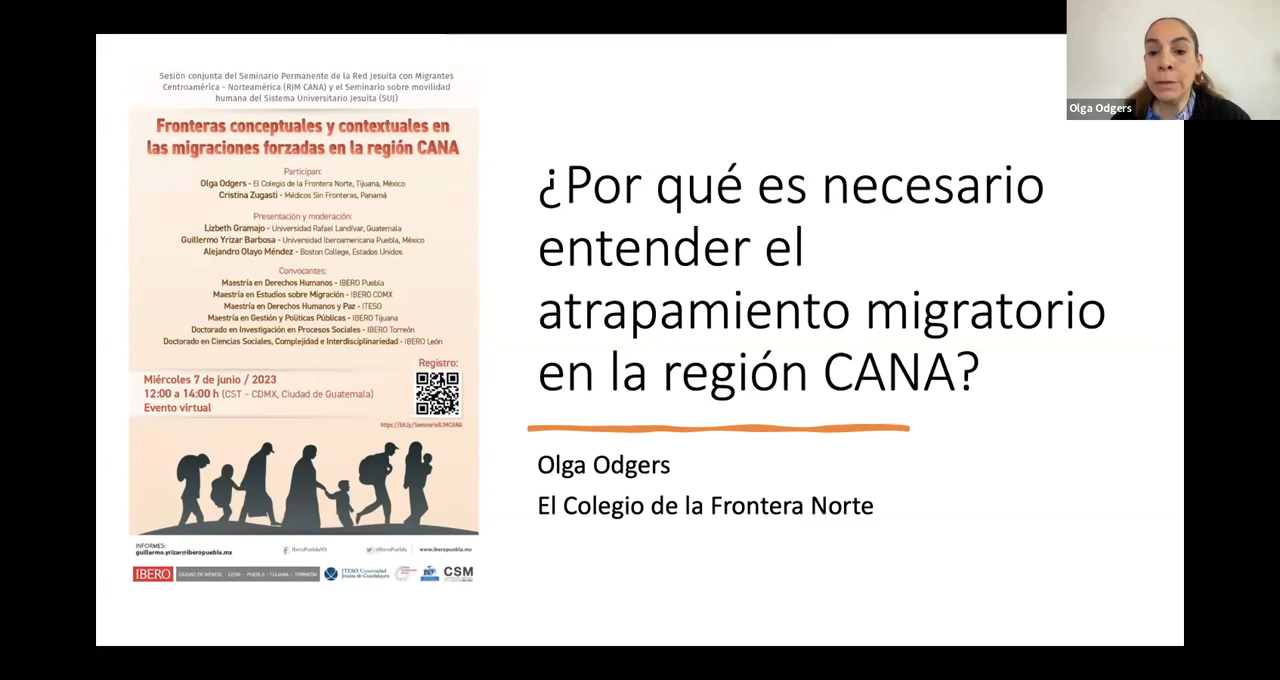 Sesión conjunta del Seminario Permanente de la Red Jesuita con Migrantes
Centroamérica - Norteamérica (RJM CANA) y el Seminario sobre movilidad
humana del Sistema Universitario Jesuita (SUJ)
Fronteras conceptuales y contextuales en
las migraciones forzadas en la región CANA
Participan:
Olga Odgers - El Colegio de la Frontera Norte, Tijuana, México
Cristina Zugasti - Médicos Sin Fronteras, Panamá
Presentación y moderación:
Lizbeth Gramajo - Universidad Rafael Landívar, Guatemala
Guillermo Yrizar Barbosa - Universidad Iberoamericana Puebla, México
Alejandro Olayo Méndez - Boston College, Estados Unidos
Convocantes:
Maestría en Derechos Humanos - IBERO Puebla
Maestría en Estudios sobre Migración - IBERO CDMX
Maestría en Derechos Humanos y Paz - ITESO
Maestría en Gestión y Políticas Públicas - IBERO Tijuana
Doctorado en Investigación en Procesos Sociales - IBERO Torreón
Doctorado en Ciencias Sociales, Complejidad e Interdisciplinariedad - IBERO León
Registro:
Miércoles 7 de junio / 2023
12:00 a 14:00 h (CST - CDMX, Ciudad de Guatemala)
Evento virtual
https://bit.ly/SeminarioRJMCANA
INFORMES:
guillermo.yrizar@iberopuebla.mx
IberoPueblaMX
IberoPuebla
www.iberopuebla.mx
IBERO
CIUDAD DE MÉXICO - LEÓN - PUEBLA - TIJUANA - TORREÓN
ITESO, Universidad
Jesuita de Guadalajara
CSM
¿Por qué es necesario
entender el
atrapamiento migratorio
en la región CANA?
Olga Odgers
El Colegio de la Frontera Norte
Olga Odgers